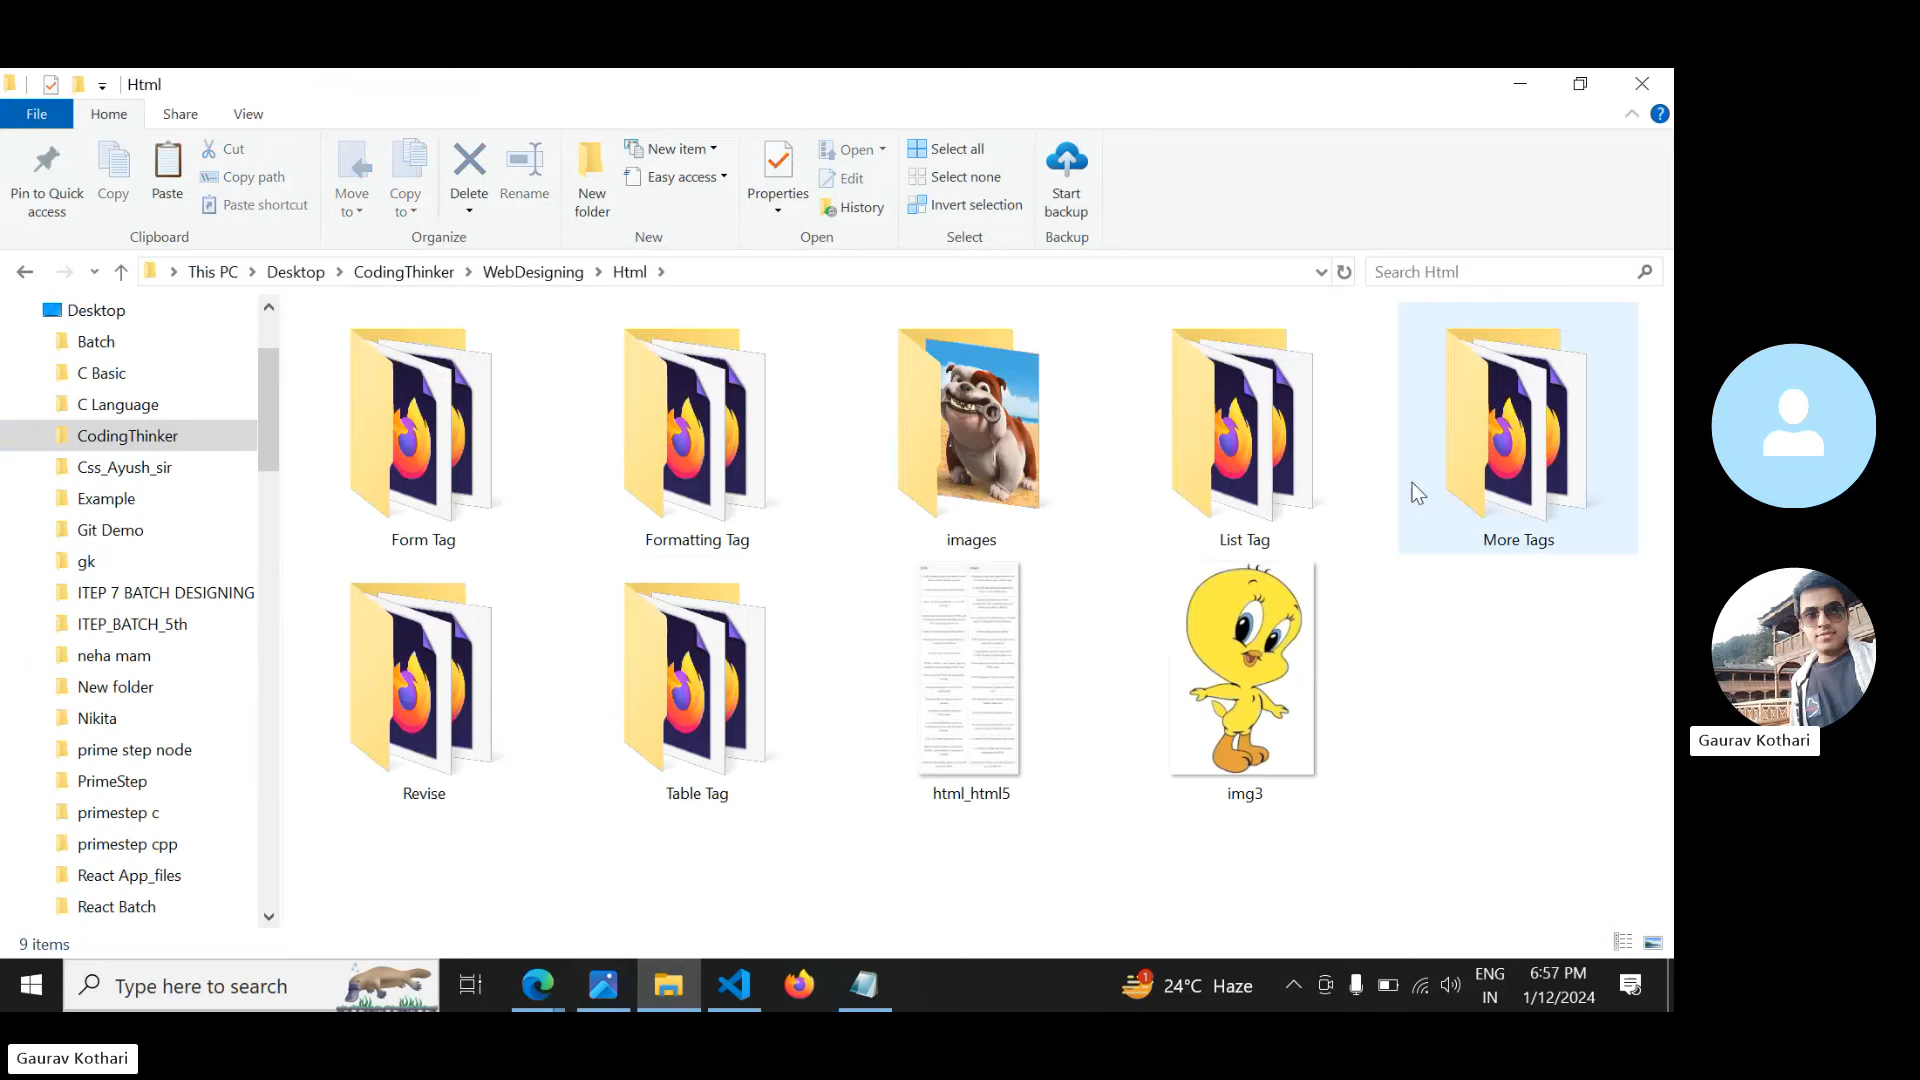 Html
File Home Share View
Pin to Quick access
Copy
Paste
Cut
Copy path
Paste shortcut
Clipboard
Move to
Copy to
Delete
Rename
Organize
New folder
New item
Easy access
New
Properties
Open
Edit
History
Open
Select all
Select none
Invert selection
Select
Start backup
Backup
This PC Desktop CodingThinker WebDesigning Html
Search Html
Desktop
Batch
C Basic
C Language
CodingThinker
Css_Ayush_sir
Example
Git Demo
gk
ITEP 7 BATCH DESIGNING
ITEP_BATCH_5th
neha mam
New folder
Nikita
prime step node
PrimeStep
primestep c
primestep cpp
React App_files
React Batch
Form Tag
Formatting Tag
images
List Tag
More Tags
Revise
Table Tag
html_html5
img3
9 items
Type here to search
1
24°C Haze
ENG
IN
6:57 PM
1/12/2024
Gaurav Kothari
Gaurav Kothari